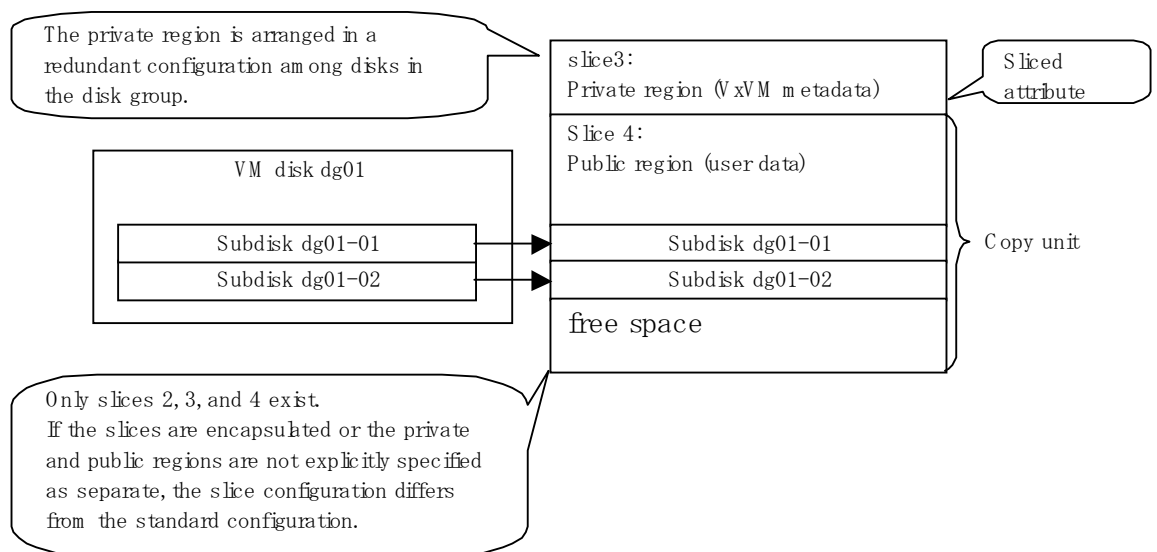 The private region is arranged in a
redundant configuration among disks in
the disk group.
slice3:
Private region (VxVM metadata)
Sliced
attribute
Slice 4:
Public region (user data)
VM disk dg01
Subdisk dg01-01
Subdisk dg01-02
Subdisk dg01-01
Subdisk dg01-02
free space
Copy unit
Only slices 2, 3, and 4 exist.
If the slices are encapsulated or the private
and public regions are not explicitly specified
as separate, the slice configuration differs
from the standard configuration.